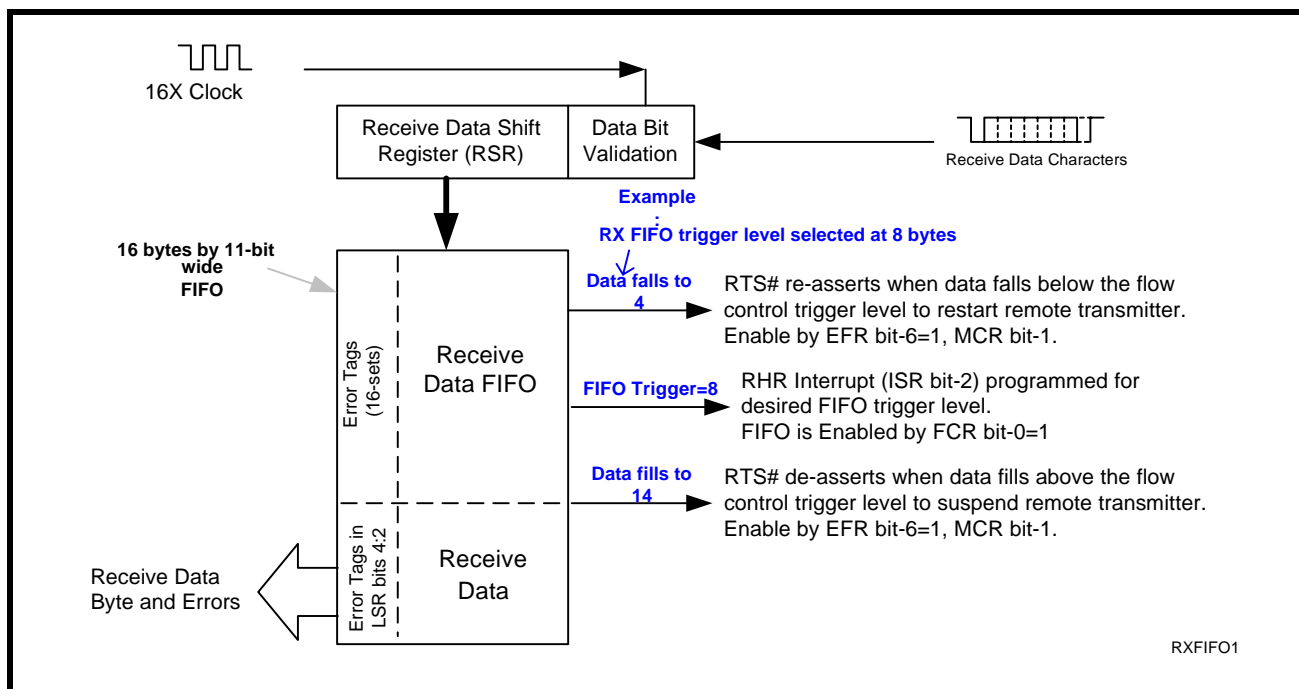 16X Clock
Receive Data Shift
Register (RSR)
Data Bit
Validation
Receive Data Characters
Example
:
RX FIFO trigger level selected at 8 bytes
16 bytes by 11-bit
wide
FIFO
Data falls to
4
RTS# re-asserts when data falls below the flow
control trigger level to restart remote transmitter.
Enable by EFR bit-6=1, MCR bit-1.
Error Tags
(16-sets)
Receive
Data FIFO
FIFO Trigger=8
RHR Interrupt (ISR bit-2) programmed for
desired FIFO trigger level.
FIFO is Enabled by FCR bit-0=1
Data fills to
14
RTS# de-asserts when data fills above the flow
control trigger level to suspend remote transmitter.
Enable by EFR bit-6=1, MCR bit-1.
Error Tags in
LSR bits 4:2
Receive
Data
Receive Data
Byte and Errors
RXFIFO1